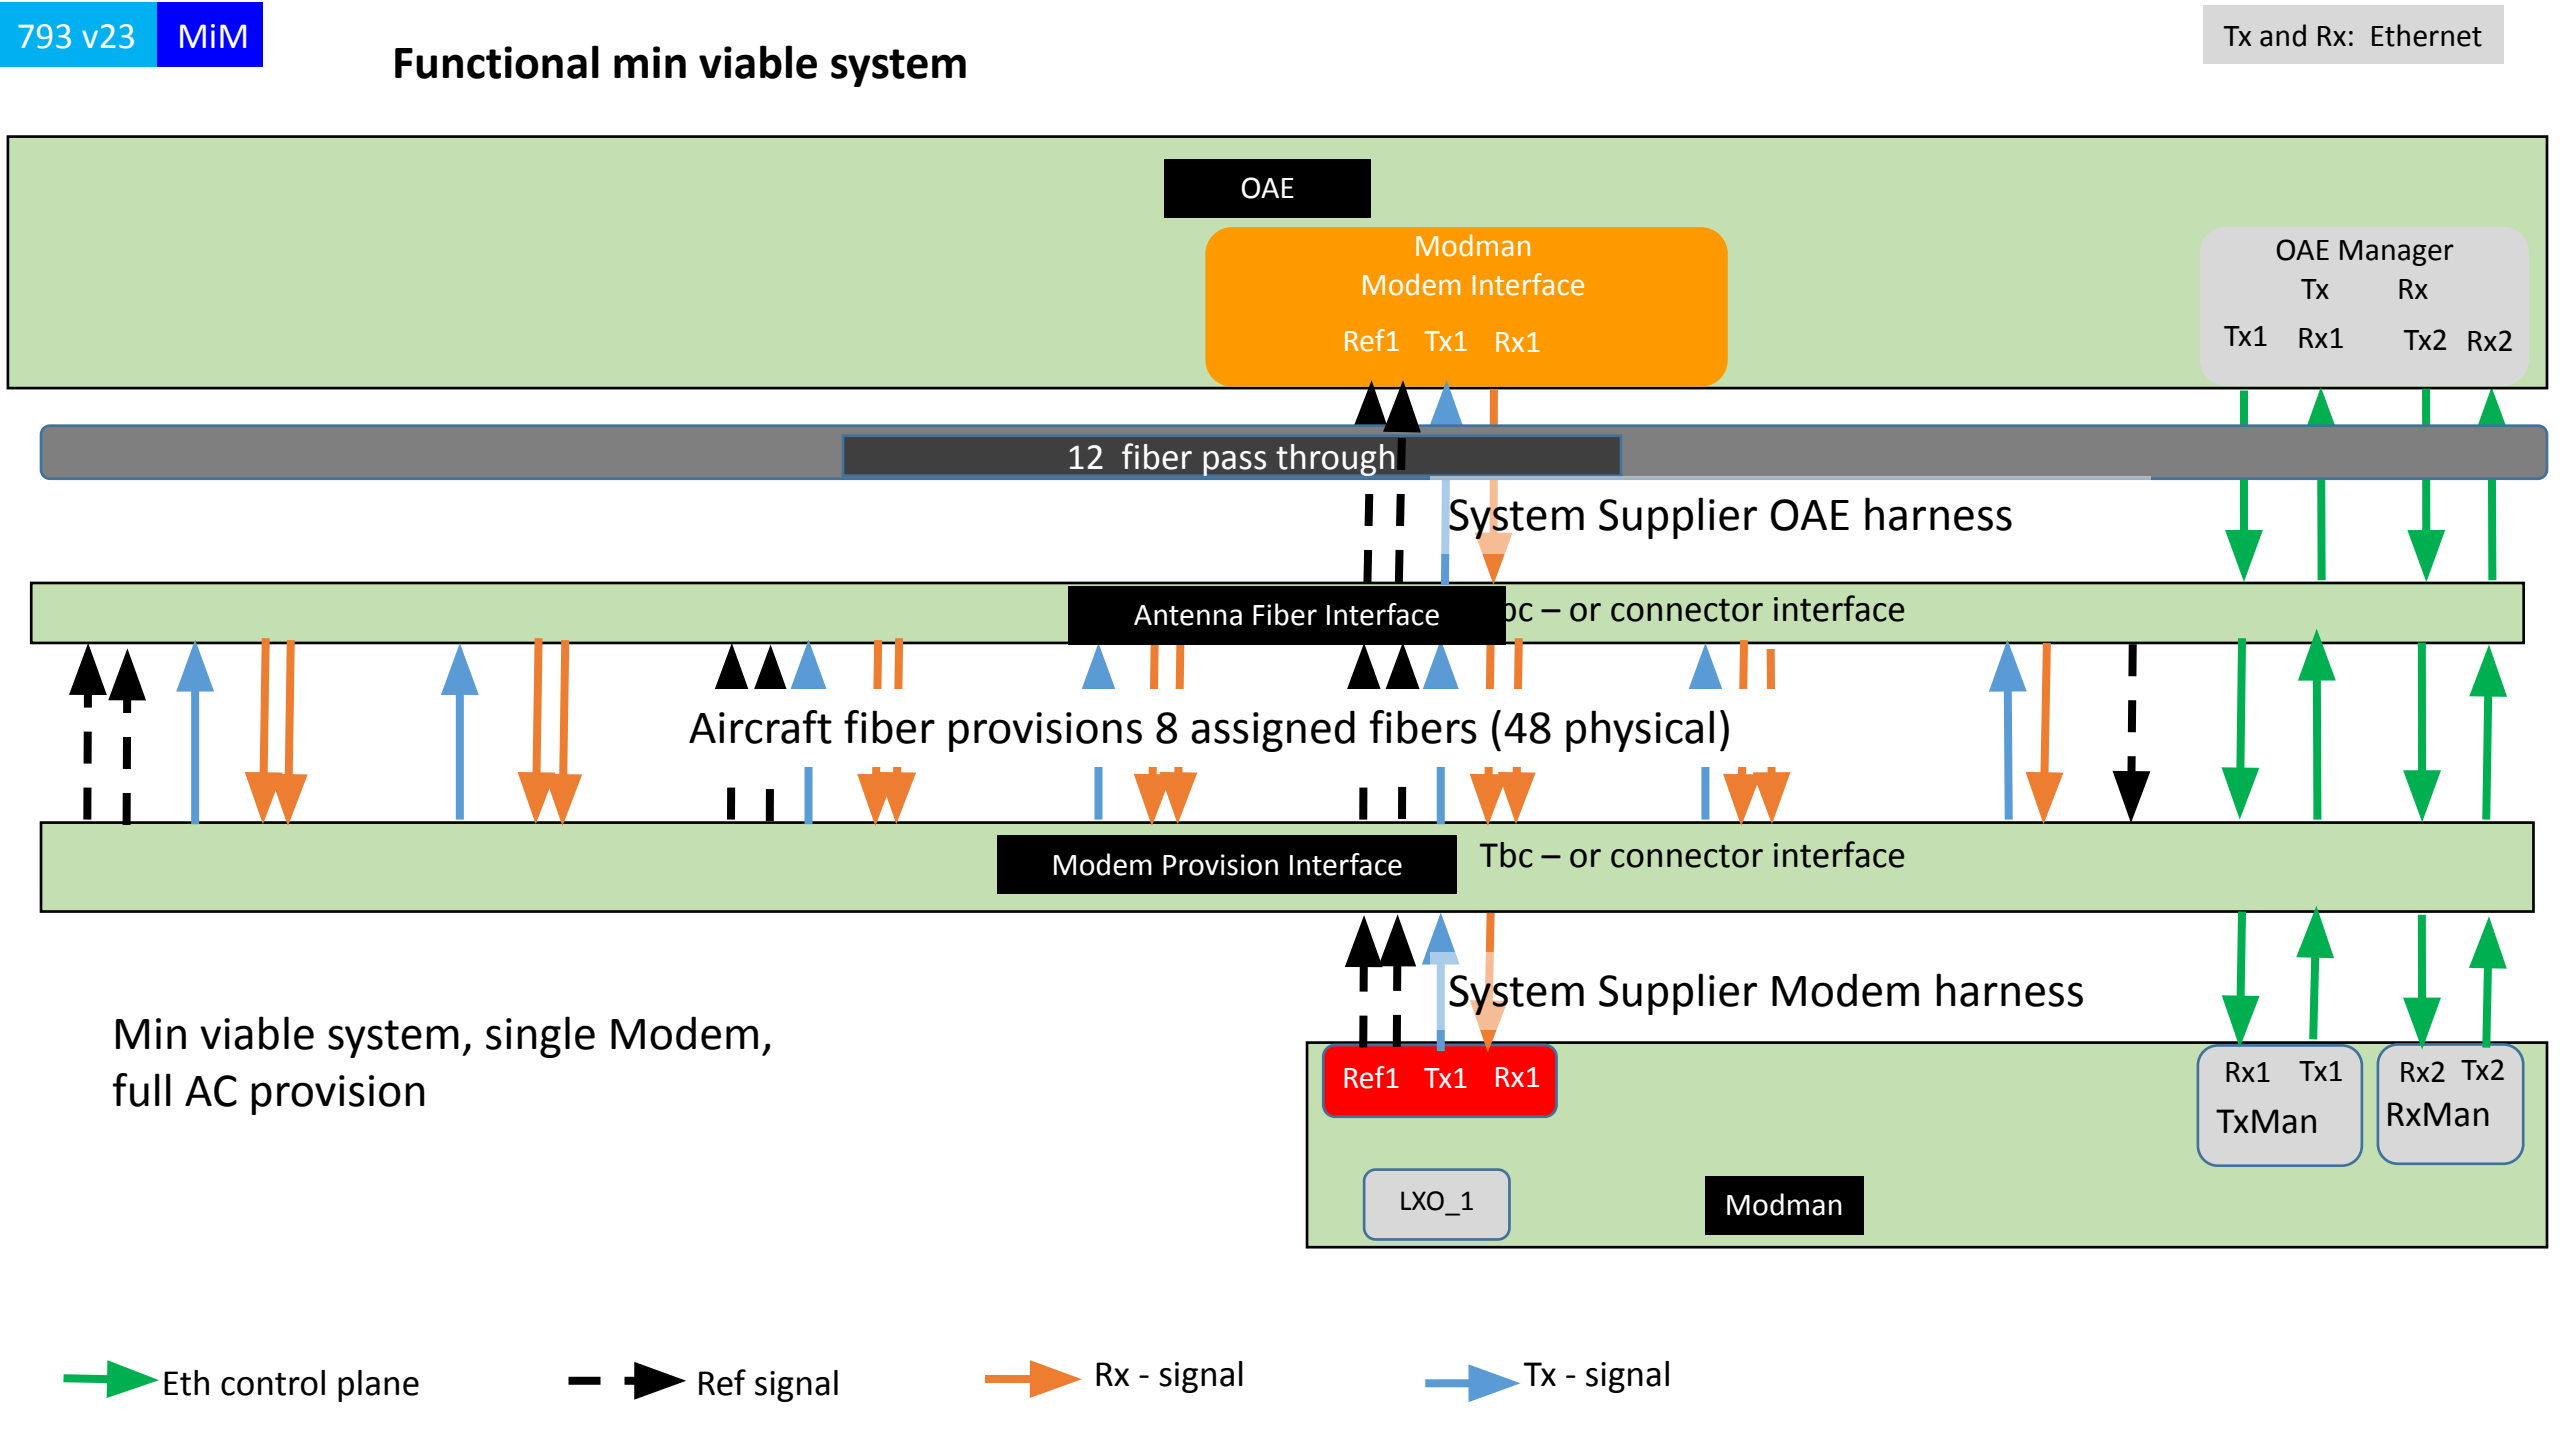 793 v23
MiM
Functional min viable system
Tx and Rx:  Ethernet
OAE
Modman
Modem Interface
Ref1 Tx1 Rx1
OAE Manager
Tx Rx
Tx1 Rx1 Tx2 Rx2
12  fiber pass through
System Supplier OAE harness
Antenna Fiber Interface
bc – or connector interface
Aircraft fiber provisions 8 assigned fibers (48 physical)
Modem Provision Interface
Tbc – or connector interface
System Supplier Modem harness
Min viable system, single Modem,
full AC provision
Ref1 Tx1 Rx1
Rx1 Tx1
TxMan
Rx2 Tx2
RxMan
LXO_1
Modman
Eth control plane
Ref signal
Rx - signal
Tx - signal